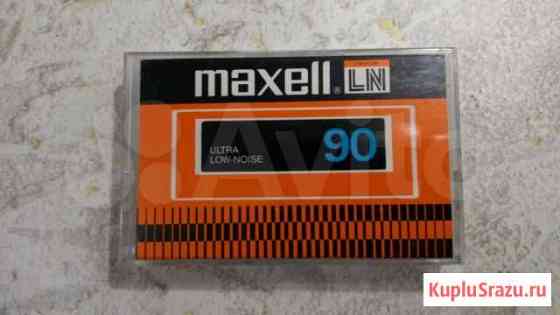 maxell LN
ULTRA
LOW-NOISE
90
Avito
KupluSrazu.ru